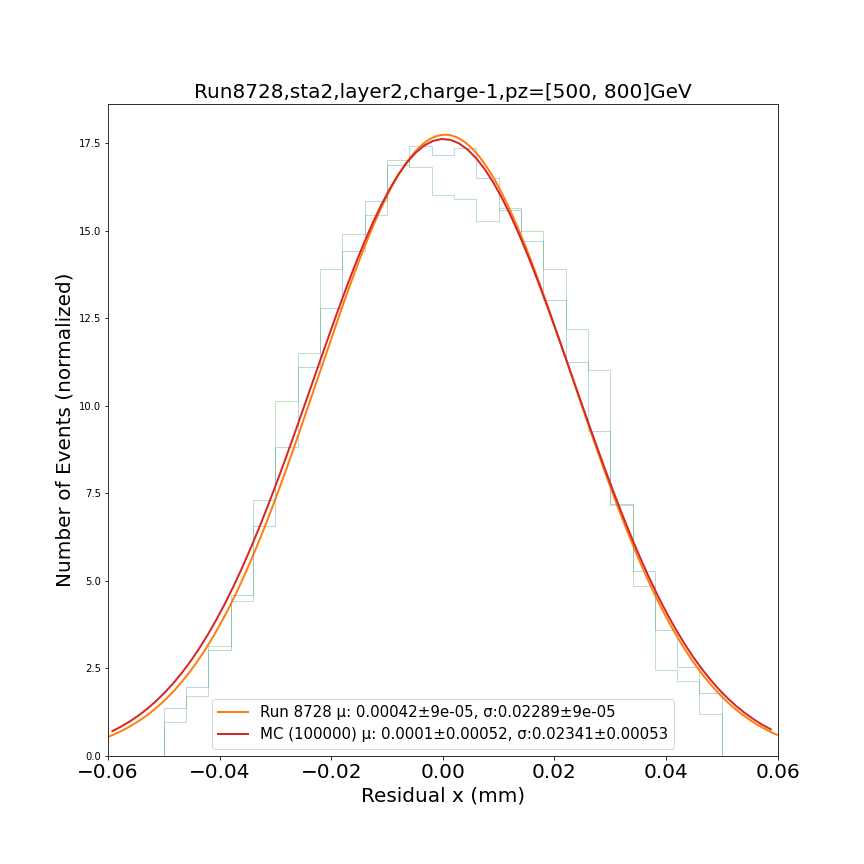 Run8728,sta2,layer2,charge-1,pz=[500, 800]GeV
Number of Events (normalized)
17.5
15.0
12.5
10.0
7.5
5.0
2.5
0.0
Run 8728 μ: 0.00042±9e-05, σ:0.02289±9e-05
MC (100000) μ: 0.0001±0.00052, σ:0.02341±0.00053
−0.06 −0.04 −0.02 0.00 0.02 0.04 0.06
Residual x (mm)